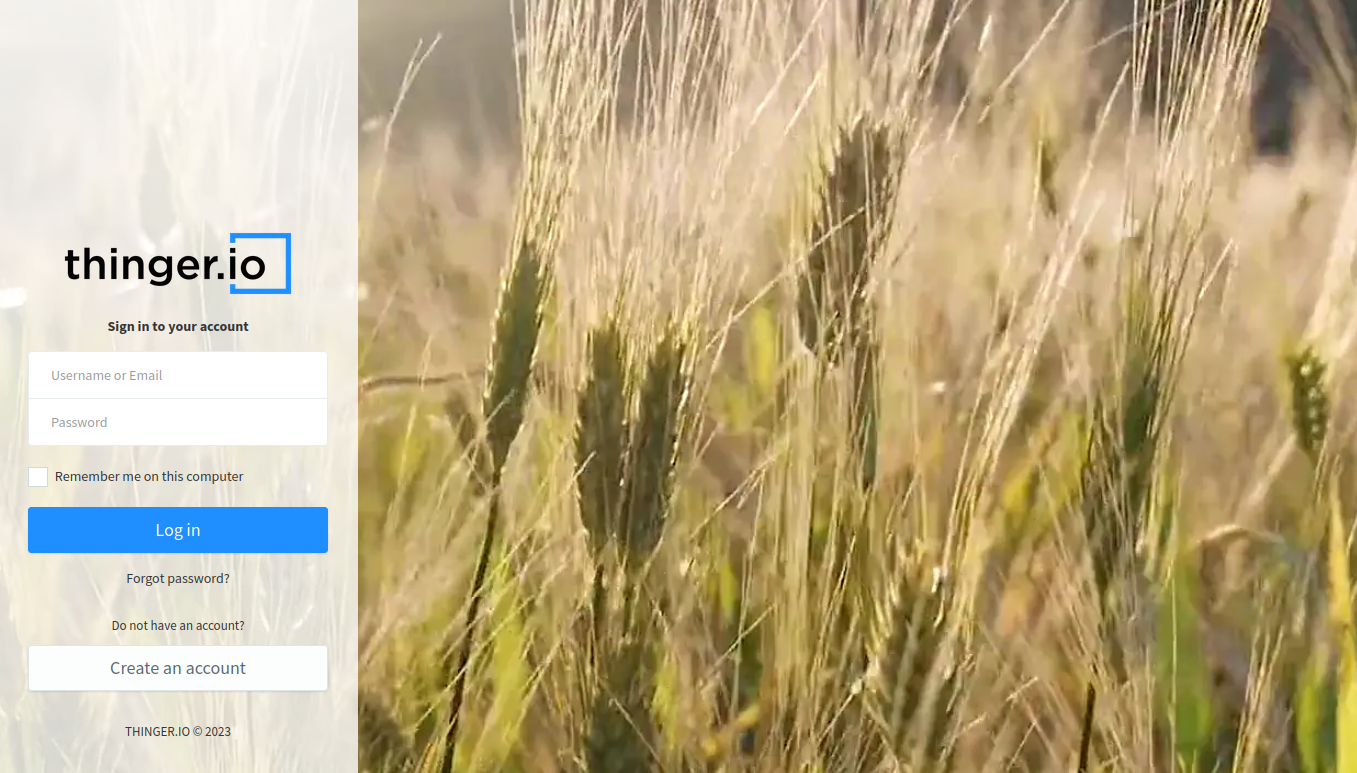 thinger.io
Sign in to your account
Username or Email
Password
Remember me on this computer
Log in
Forgot password?
Do not have an account?
Create an account
THINGER.IO © 2023